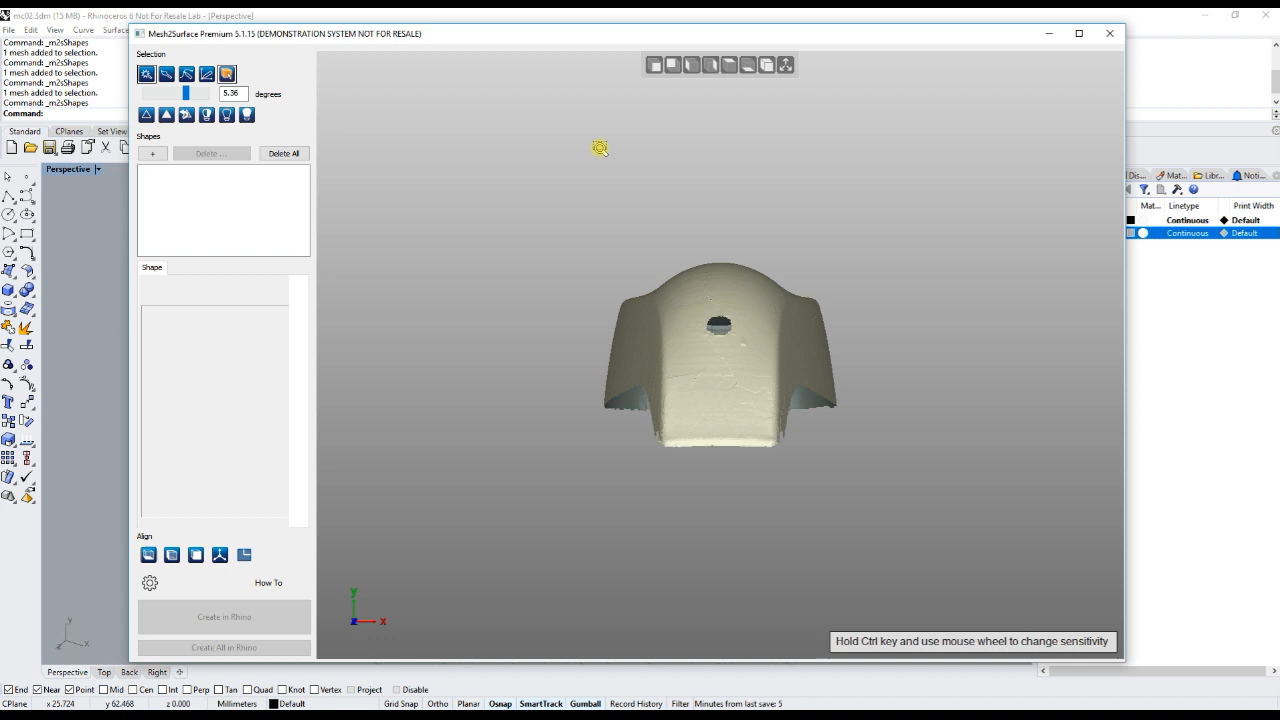 mc02.3dm (15 MB) - Rhinoceros 6 Not For Resale Lab - [Perspective]
File Edit View Curve Surface
Mesh2Surface Premium 5.1.15 (DEMONSTRATION SYSTEM NOT FOR RESALE)
Command: _m2sShapes
1 mesh added to selection.
Command: _m2sShapes
1 mesh added to selection.
Command: _m2sShapes
1 mesh added to selection.
Command: _m2sShapes
Command:
Standard CPlanes Set View
Perspective
Selection
5.36 degrees
Shapes
+ Delete ... Delete All
Shape
Align
How To
Create in Rhino
Create All in Rhino
y
x
z
Hold Ctrl key and use mouse wheel to change sensitivity
Dis... Mat... Libr... Noti...
Mat... Linetype Print Width
Continuous Default
Continuous Default
y
x
z
Perspective Top Back Right
End Near Point Mid Cen Int Perp Tan Quad Knot Vertex Project Disable
CPlane x 25.724 y 62.468 z 0.000 Millimeters Default Grid Snap Ortho Planar Osnap SmartTrack Gumball Record History Filter Minutes from last save: 5